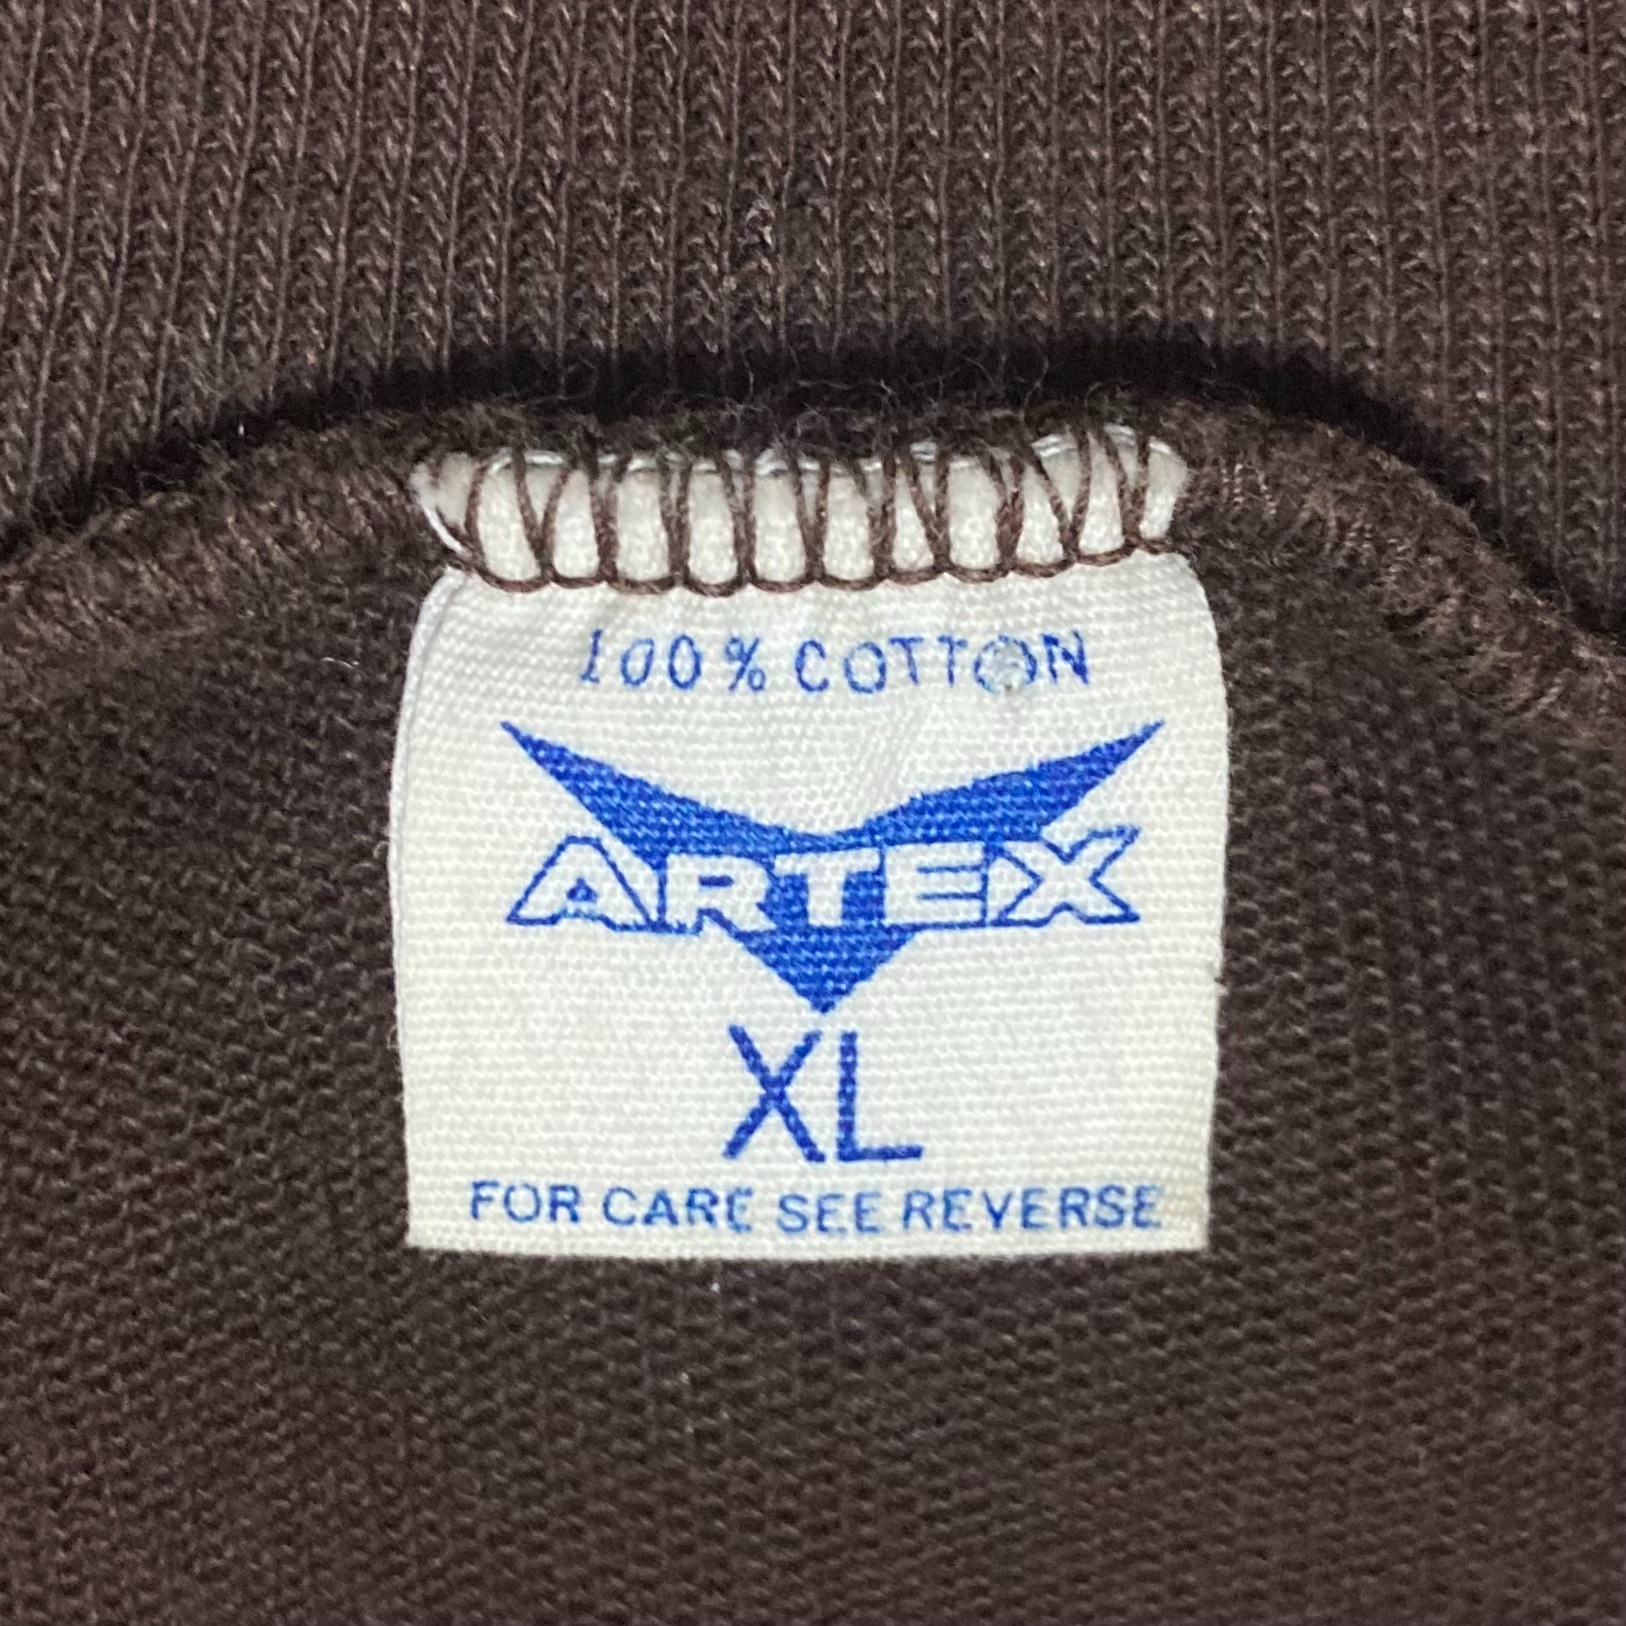 100% COTTON
ARTEX
XL
FOR CARE SEE REVERSE